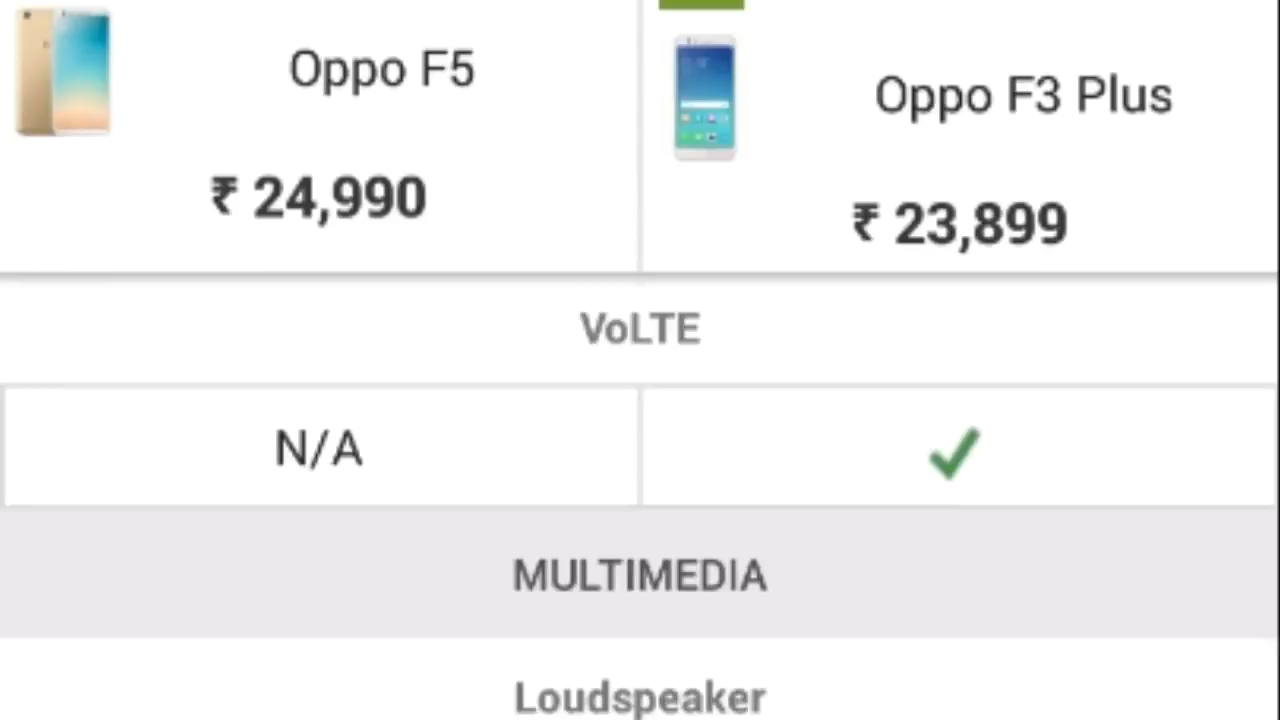 Oppo F5
₹ 24,990
Oppo F3 Plus
₹ 23,899
VoLTE
N/A
MULTIMEDIA
Loudspeaker